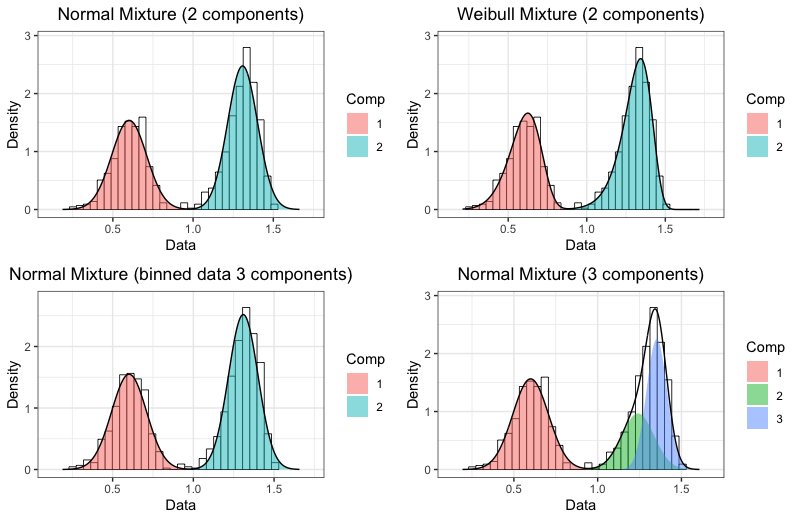 Normal Mixture (2 components)
Density
3
2
1
0
0.5 1.0 1.5
Data
Comp
1
2
Weibull Mixture (2 components)
Density
3
2
1
0
0.5 1.0 1.5
Data
Comp
1
2
Normal Mixture (binned data 3 components)
Density
2
1
0
0.5 1.0 1.5
Data
Comp
1
2
Normal Mixture (3 components)
Density
3
2
1
0
0.5 1.0 1.5
Data
Comp
1
2
3